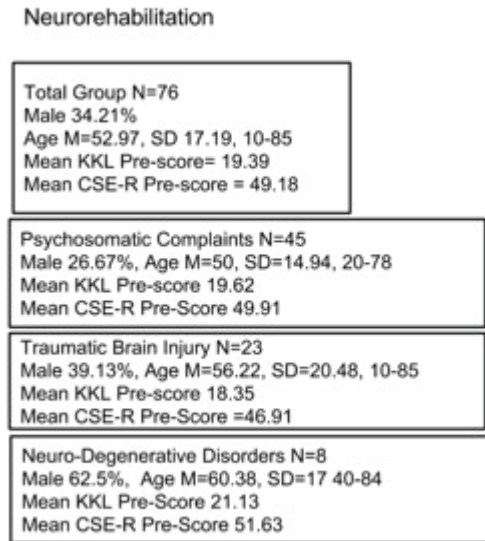 Neurorehabilitation
Total Group N=76
Male 34.21%
Age M=52.97, SD 17.19, 10-85
Mean KKL Pre-score= 19.39
Mean CSE-R Pre-score = 49.18
Psychosomatic Complaints N=45
Male 26.67%, Age M=50, SD=14.94, 20-78
Mean KKL Pre-score 19.62
Mean CSE-R Pre-Score 49.91
Traumatic Brain Injury N=23
Male 39.13%, Age M=56.22, SD=20.48, 10-85
Mean KKL Pre-score 18.35
Mean CSE-R Pre-Score =46.91
Neuro-Degenerative Disorders N=8
Male 62.5%, Age M=60.38, SD=17 40-84
Mean KKL Pre-Score 21.13
Mean CSE-R Pre-Score 51.63